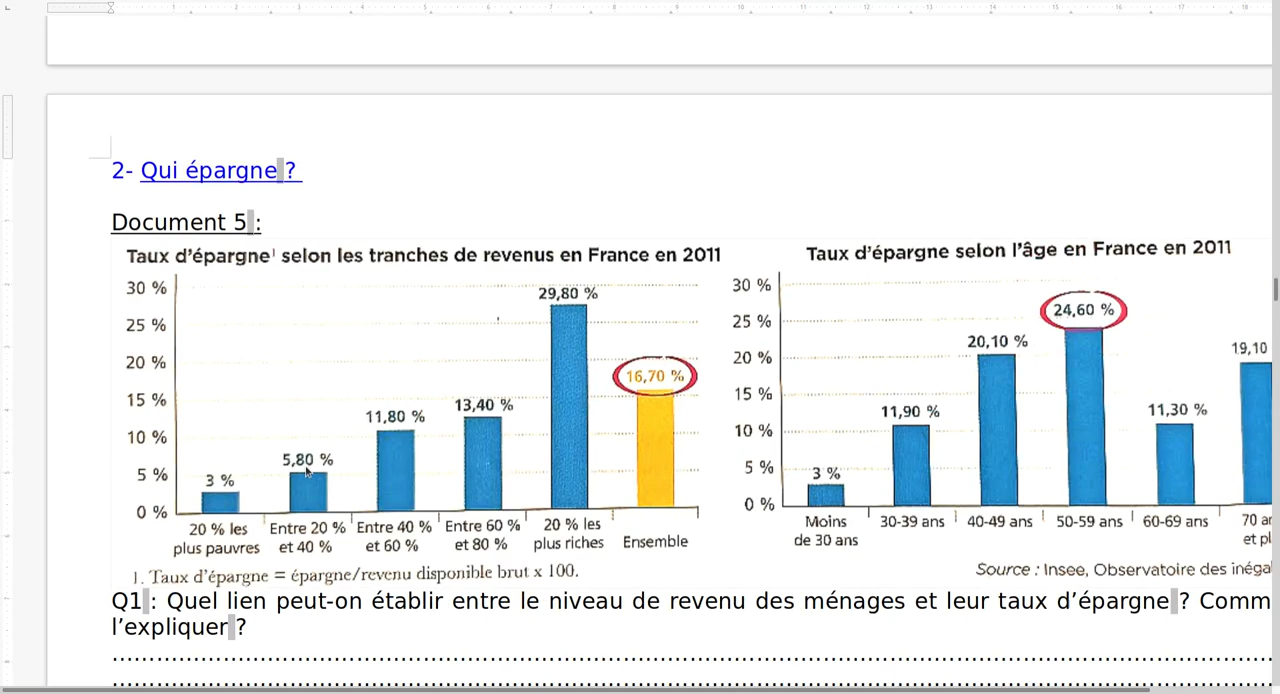 2- Qui épargne ?
Document 5 :
Taux d'épargne¹ selon les tranches de revenus en France en 2011
30 %
25 %
20 %
15 %
10 %
5 %
0 %
3 %
5,80 %
11,80 %
13,40 %
29,80 %
16,70 %
20 % les plus pauvres
Entre 20 % et 40 %
Entre 40 % et 60 %
Entre 60 % et 80 %
20 % les plus riches
Ensemble
1. Taux d'épargne = épargne/revenu disponible brut x 100.
Taux d'épargne selon l'âge en France en 2011
30 %
25 %
20 %
15 %
10 %
5 %
0 %
3 %
11,90 %
20,10 %
24,60 %
11,30 %
19,10
Moins de 30 ans
30-39 ans
40-49 ans
50-59 ans
60-69 ans
70
et
Source : Insee, Observatoire des
Q1 : Quel lien peut-on établir entre le niveau de revenu des ménages et leur taux d'épargne ?
l'expliquer ?